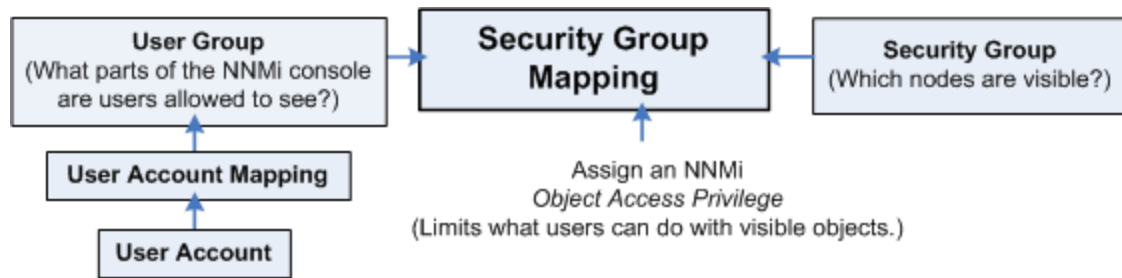 User Group
(What parts of the NNMi console
are users allowed to see?)
Security Group
Mapping
Security Group
(Which nodes are visible?)
User Account Mapping
User Account
Assign an NNMi
Object Access Privilege
(Limits what users can do with visible objects.)